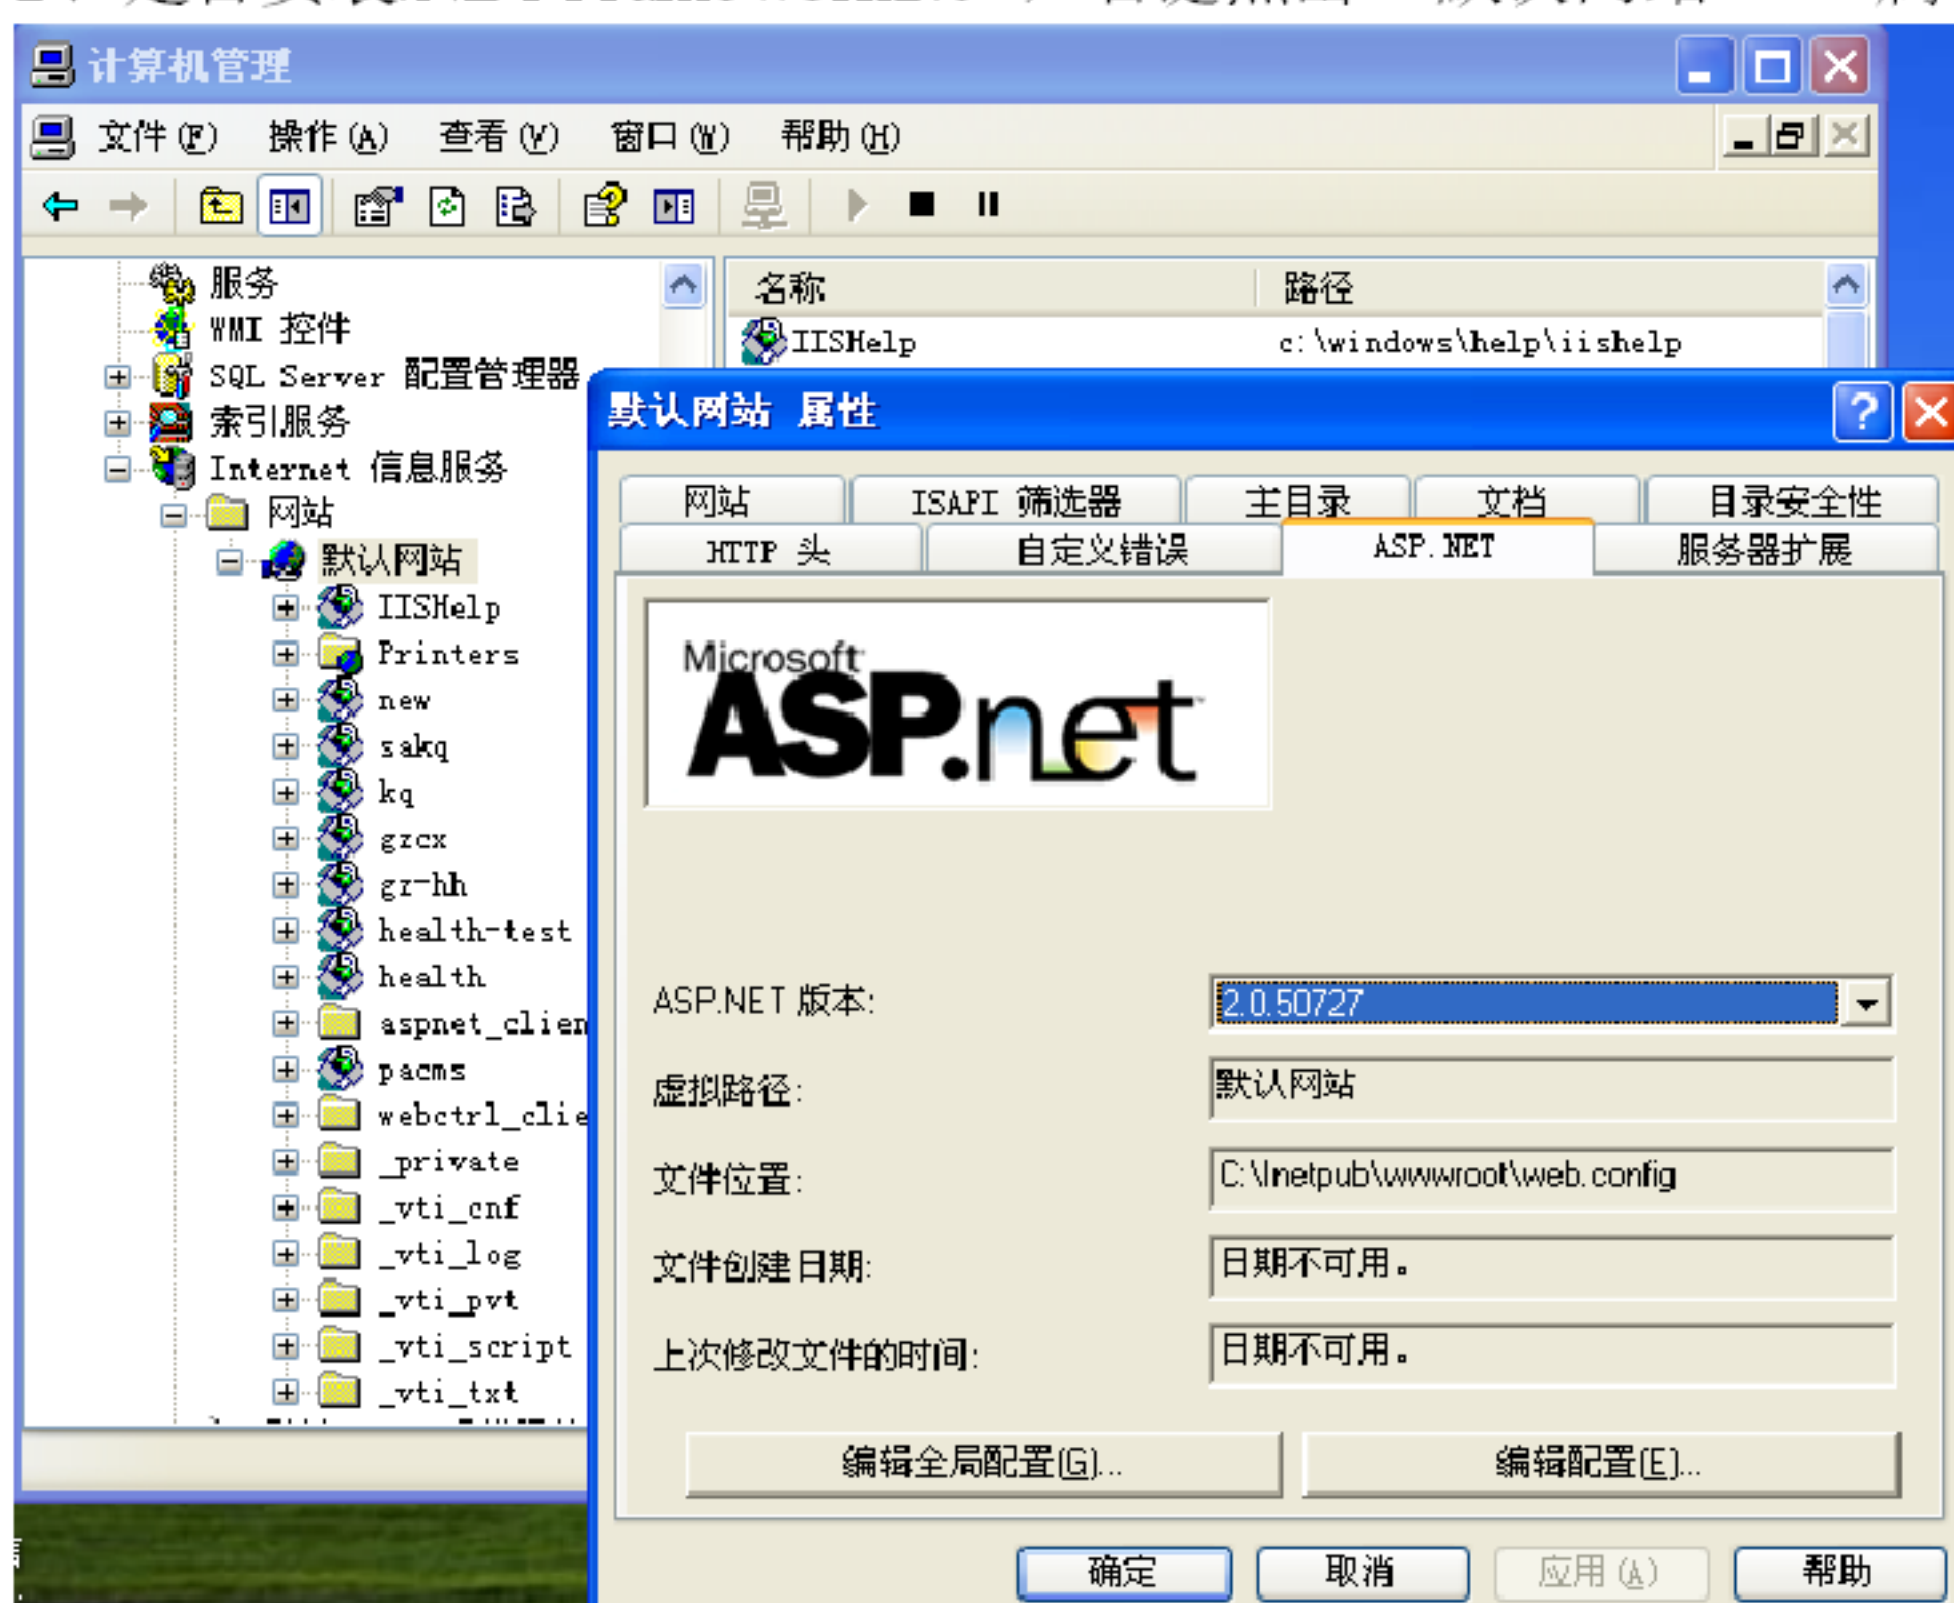 计算机管理
文件(F) 操作(A) 查看(V) 窗口(W) 帮助(H)
服务
WMI 控件
SQL Server 配置管理器
索引服务
Internet 信息服务
网站
默认网站
IISHelp
Printers
new
sakq
kq
gzcx
gr-hh
health-test
health
aspnet_clien
pacms
webctrl_clie
_private
_vti_cnf
_vti_log
_vti_pvt
_vti_script
_vti_txt
名称 路径
IISHelp c:\windows\help\iishelp
默认网站 属性
网站 ISAPI 筛选器 主目录 文档 目录安全性
HTTP 头 自定义错误 ASP.NET 服务器扩展
Microsoft
ASP.net
ASP.NET 版本: 2.0.50727
虚拟路径: 默认网站
文件位置: C:\Inetpub\wwwroot\web.config
文件创建日期: 日期不可用。
上次修改文件的时间: 日期不可用。
编辑全局配置(G)... 编辑配置(E)...
确定 取消 应用(A) 帮助